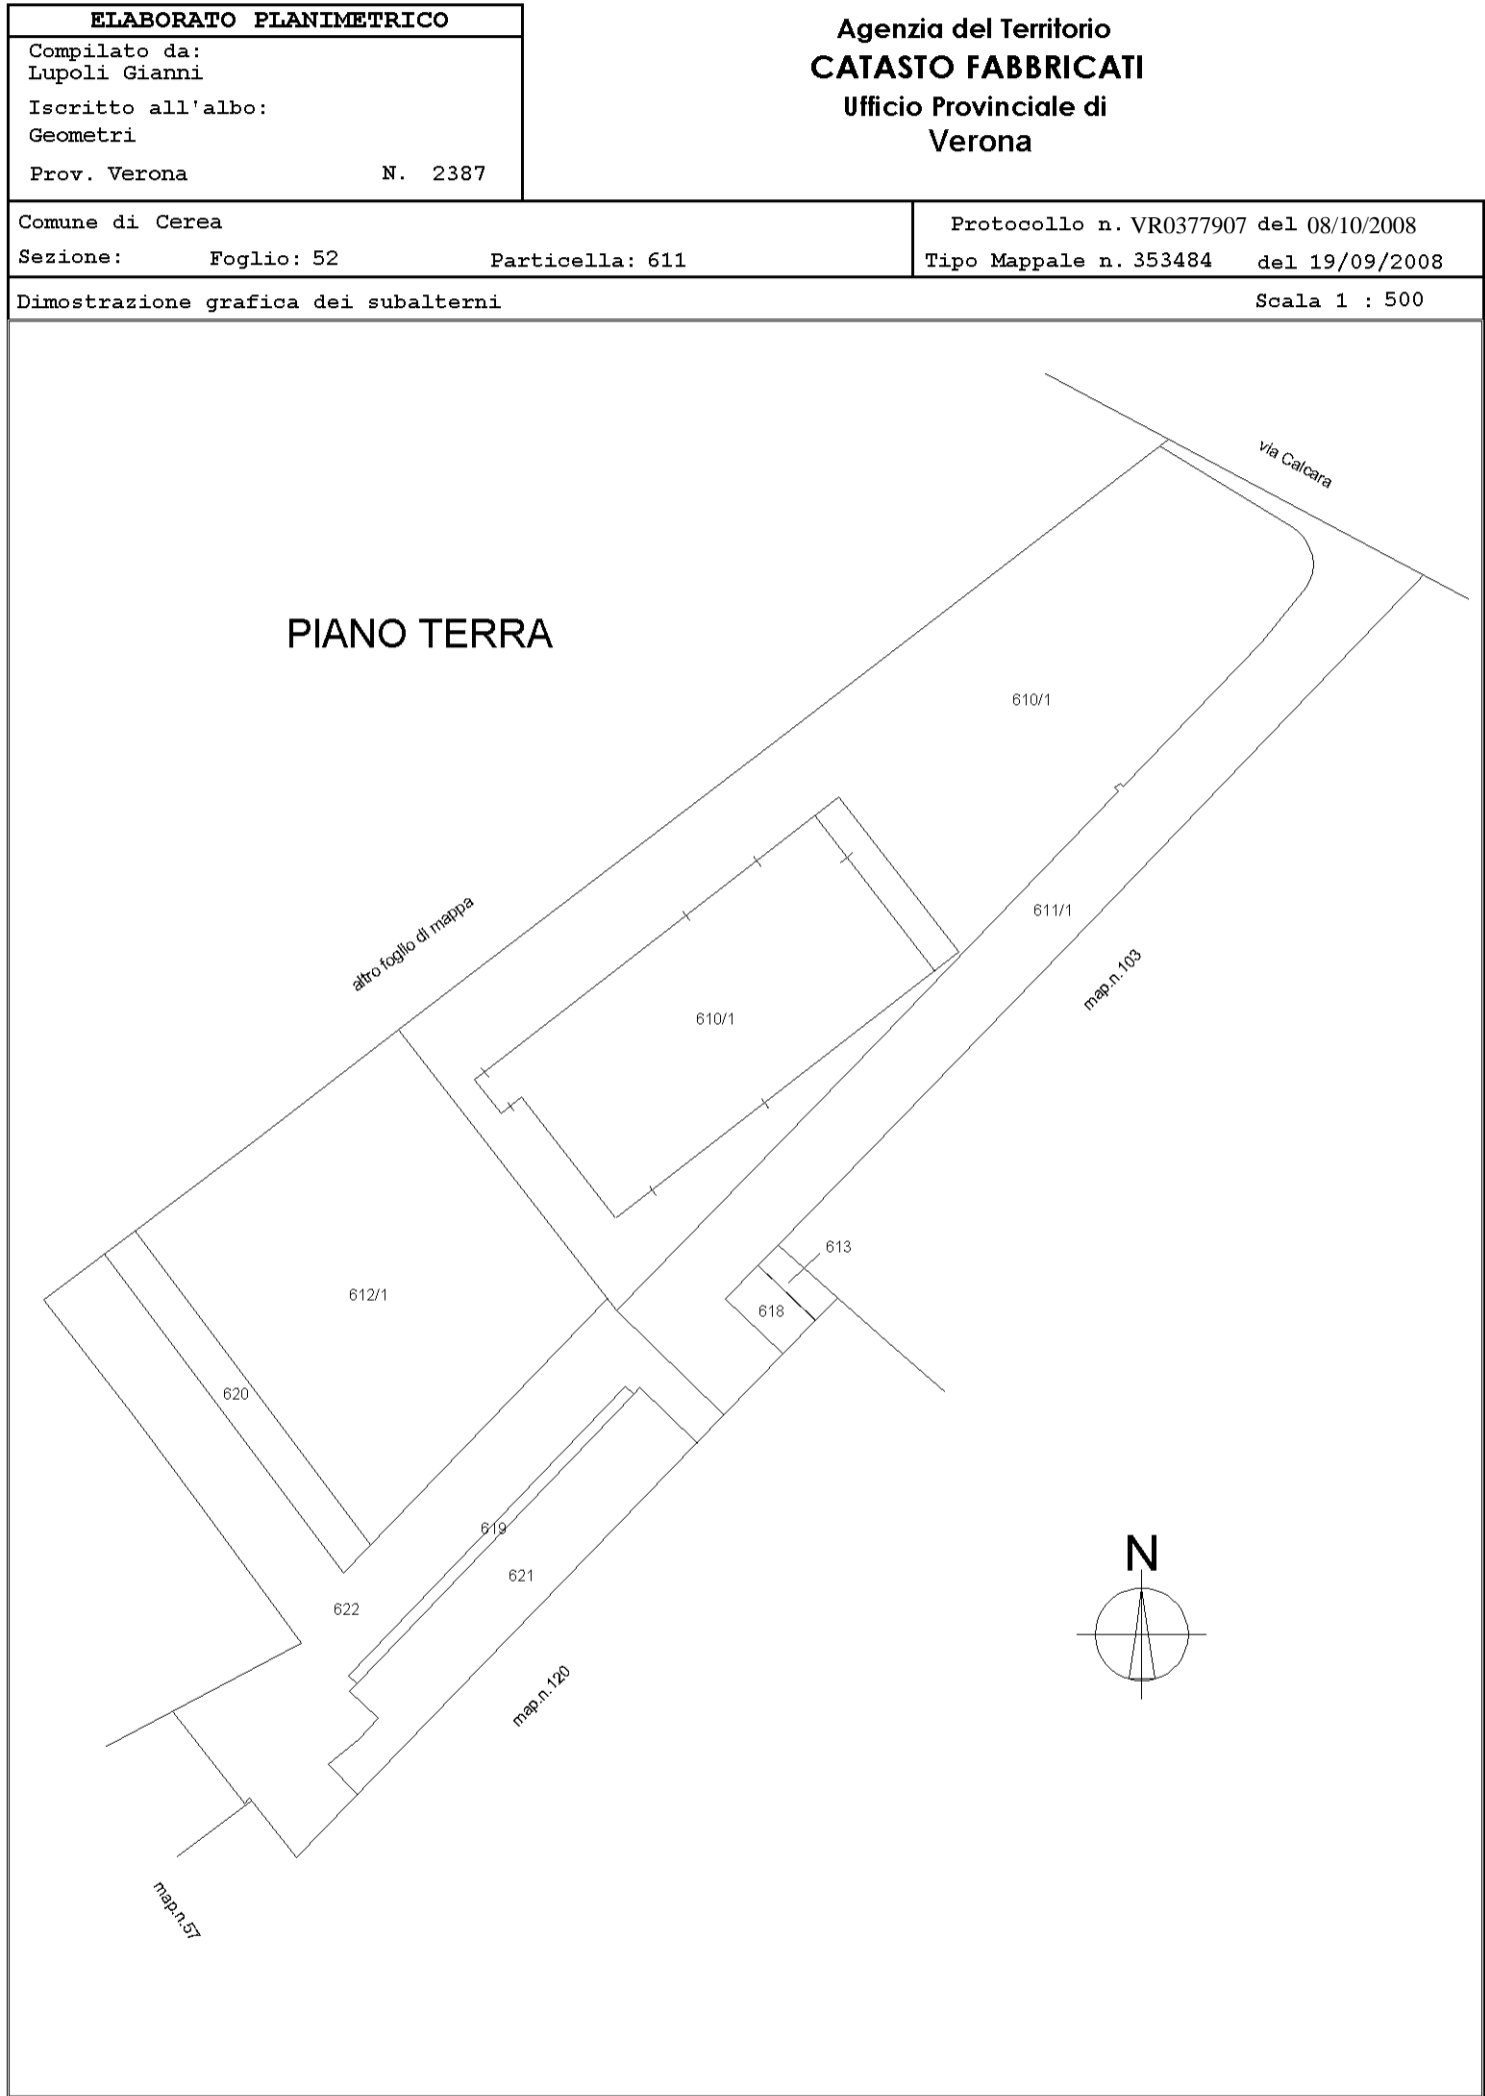 ELABORATO PLANIMETRICO
Compilato da:
Lupoli Gianni
Iscritto all'albo:
Geometri
Prov. Verona N. 2387
Agenzia del Territorio
CATASTO FABBRICATI
Ufficio Provinciale di
Verona
Comune di Cerea
Sezione: Foglio: 52 Particella: 611
Protocollo n. VR0377907 del 08/10/2008
Tipo Mappale n. 353484 del 19/09/2008
Dimostrazione grafica dei subalterni Scala 1 : 500
via Calcara
PIANO TERRA
610/1
altro foglio di mappa
611/1
map.n.103
610/1
613
612/1
618
620
619
621
622
N
map.n.120
map.n.57